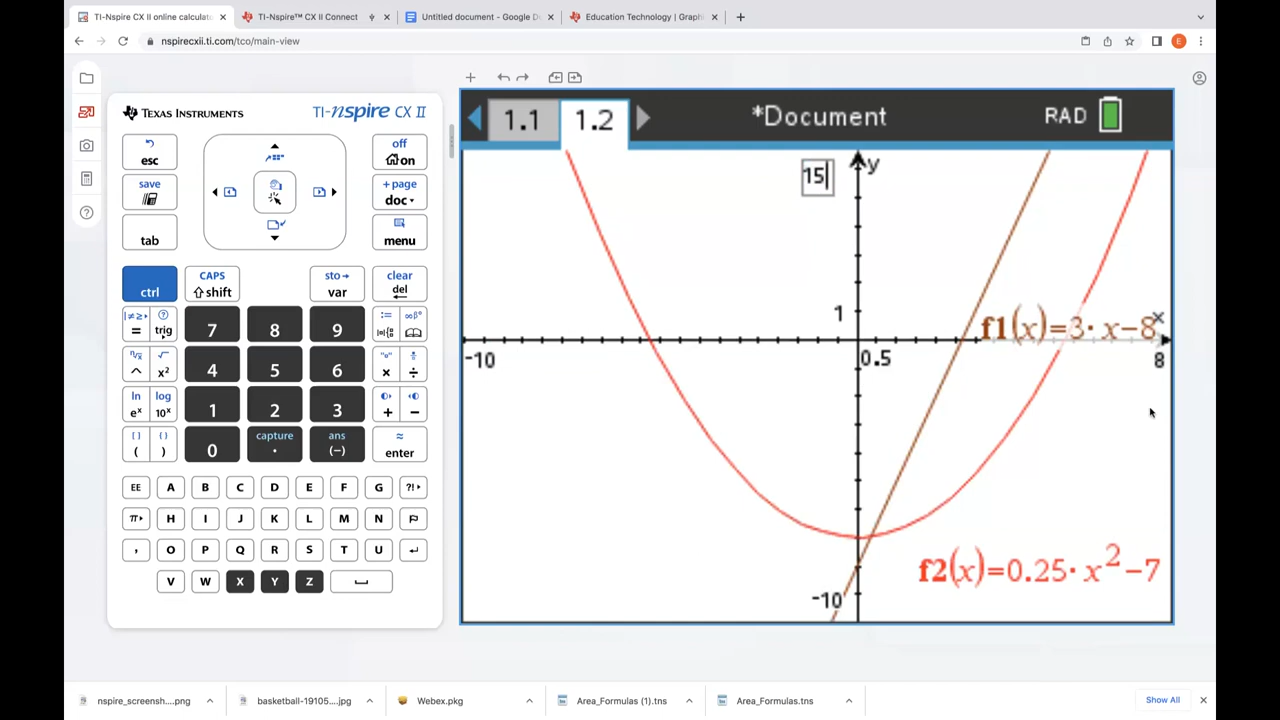 TI-Nspire CX II online calculat
TI-Nspire™ CX II Connect
Untitled document - Google D
Education Technology | Graph
nspirecxii.ti.com/tco/main-view
E
TEXAS INSTRUMENTS
TI-nspire CX II
esc
off
on
save
+ page
doc
tab
menu
ctrl
CAPS
shift
sto→
var
clear
del
|≠≥▸
=
?
trig
7
8
9
:=
∞β°
ⁿ√x
^
√
x²
4
5
6
"∘"
×
÷
ln
eˣ
log
10ˣ
1
2
3
+
−
[ ]
(
{ }
)
0
capture
.
ans
(−)
≈
enter
EE
A
B
C
D
E
F
G
?!▸
π▸
H
I
J
K
L
M
N
,
O
P
Q
R
S
T
U
V
W
X
Y
Z
1.1
1.2
*Document
RAD
15
y
1
f1(x)=3·x−8
x
-10
0.5
8
f2(x)=0.25·x²−7
-10
nspire_screensh....png
basketball-19105....jpg
Webex.pkg
Area_Formulas (1).tns
Area_Formulas.tns
Show All